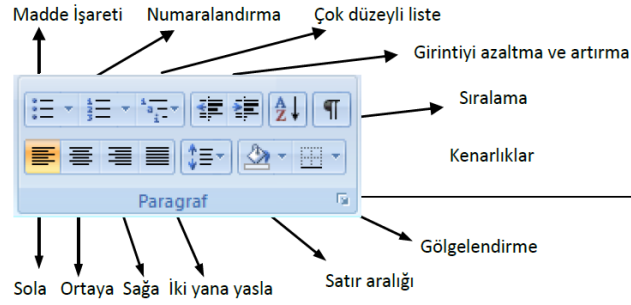 Madde İşareti Numaralandırma Çok düzeyli liste
Girintiyi azaltma ve artırma
Sıralama
Kenarlıklar
Paragraf
Gölgelendirme
Satır aralığı
Sola Ortaya Sağa İki yana yasla